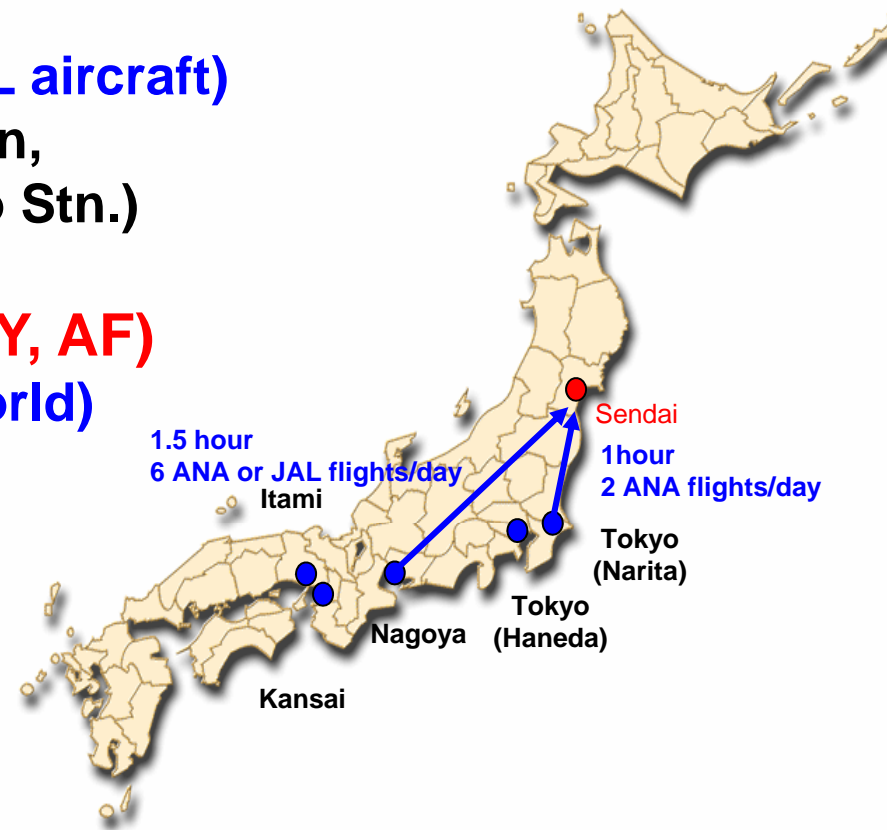 L aircraft)
n,
o Stn.)
Y, AF)
orld)
Sendai
1.5 hour
6 ANA or JAL flights/day
1hour
2 ANA flights/day
Itami
Tokyo
(Narita)
Tokyo
(Haneda)
Nagoya
Kansai